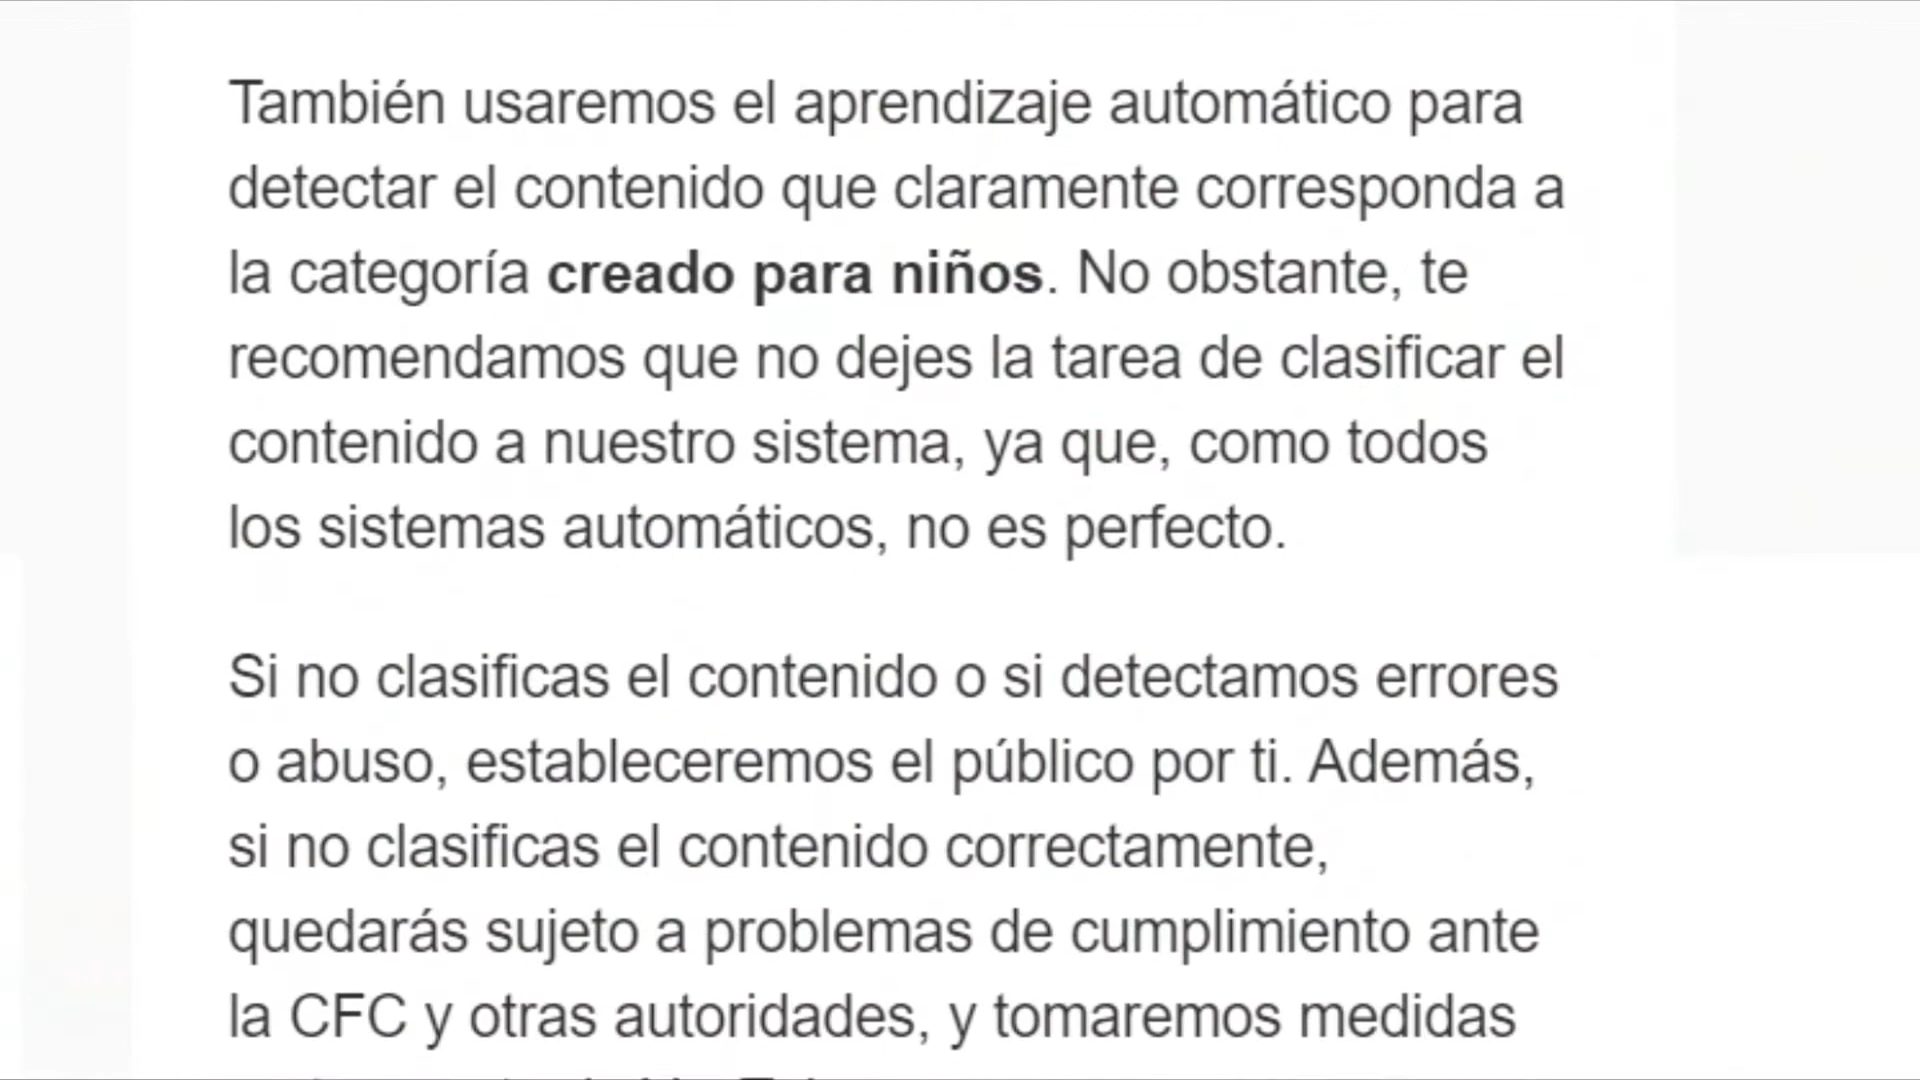 También usaremos el aprendizaje automático para
detectar el contenido que claramente corresponda a
la categoría creado para niños. No obstante, te
recomendamos que no dejes la tarea de clasificar el
contenido a nuestro sistema, ya que, como todos
los sistemas automáticos, no es perfecto.
Si no clasificas el contenido o si detectamos errores
o abuso, estableceremos el público por ti. Además,
si no clasificas el contenido correctamente,
quedarás sujeto a problemas de cumplimiento ante
la CFC y otras autoridades, y tomaremos medidas